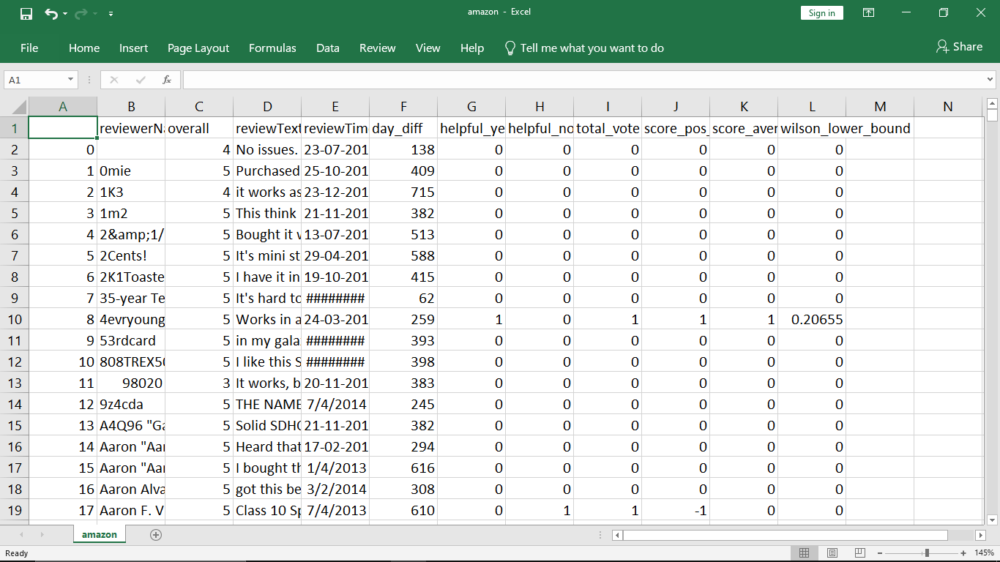 amazon - Excel
Sign in
File Home Insert Page Layout Formulas Data Review View Help Tell me what you want to do Share
A1 fx
A B C D E F G H I J K L M N
1 reviewerNa overall reviewText reviewTim day_diff helpful_ye helpful_no total_vote score_pos_ score_aver wilson_lower_bound
2 0 4 No issues. 23-07-201 138 0 0 0 0 0 0
3 1 0mie 5 Purchased 25-10-201 409 0 0 0 0 0 0
4 2 1K3 4 it works as 23-12-201 715 0 0 0 0 0 0
5 3 1m2 5 This think 21-11-201 382 0 0 0 0 0 0
6 4 2&amp;1/ 5 Bought it w 13-07-201 513 0 0 0 0 0 0
7 5 2Cents! 5 It's mini st 29-04-201 588 0 0 0 0 0 0
8 6 2K1Toaste 5 I have it in 19-10-201 415 0 0 0 0 0 0
9 7 35-year Te 5 It's hard to ######## 62 0 0 0 0 0 0
10 8 4evryoung 5 Works in a 24-03-201 259 1 0 1 1 1 0.20655
11 9 53rdcard 5 in my gala ######## 393 0 0 0 0 0 0
12 10 808TREX50 5 I like this S ######## 398 0 0 0 0 0 0
13 11 98020 3 It works, b 20-11-201 383 0 0 0 0 0 0
14 12 9z4cda 5 THE NAME 7/4/2014 245 0 0 0 0 0 0
15 13 A4Q96 "Ga 5 Solid SDHC 21-11-201 382 0 0 0 0 0 0
16 14 Aaron "Aar 5 Heard that 17-02-201 294 0 0 0 0 0 0
17 15 Aaron "Aar 5 I bought th 1/4/2013 616 0 0 0 0 0 0
18 16 Aaron Alva 5 got this be 3/2/2014 308 0 0 0 0 0 0
19 17 Aaron F. V 5 Class 10 Sp 7/4/2013 610 0 1 1 -1 0 0
amazon
Ready 145%